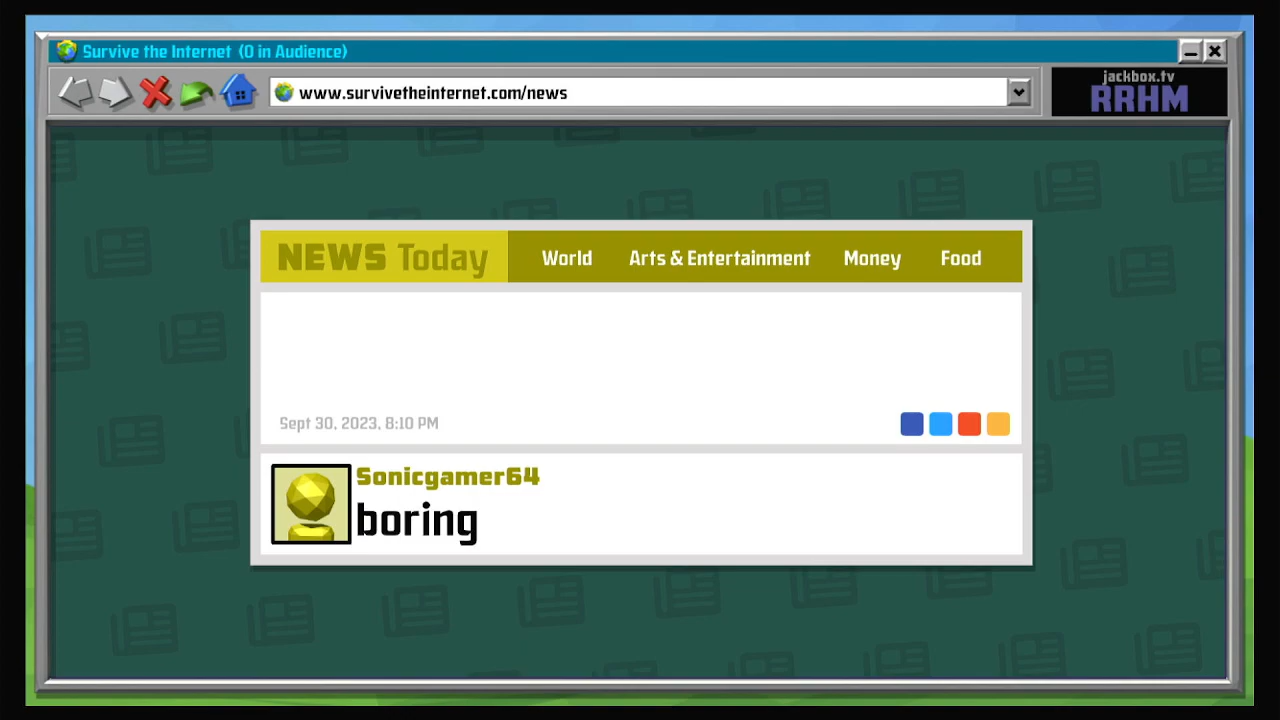 Survive the Internet (0 in Audience)
www.survivetheinternet.com/news
jackbox.tv
RRHM
NEWS Today World Arts & Entertainment Money Food
Sept 30, 2023, 8:10 PM
Sonicgamer64
boring